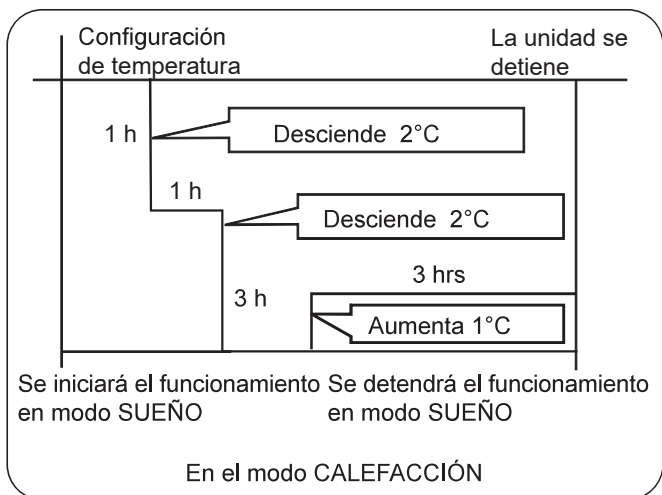 Configuración
de temperatura
La unidad se
detiene
1 h
Desciende 2°C
1 h
Desciende 2°C
3 hrs
3 h
Aumenta 1°C
Se iniciará el funcionamiento
en modo SUEÑO
Se detendrá el funcionamiento
en modo SUEÑO
En el modo CALEFACCIÓN